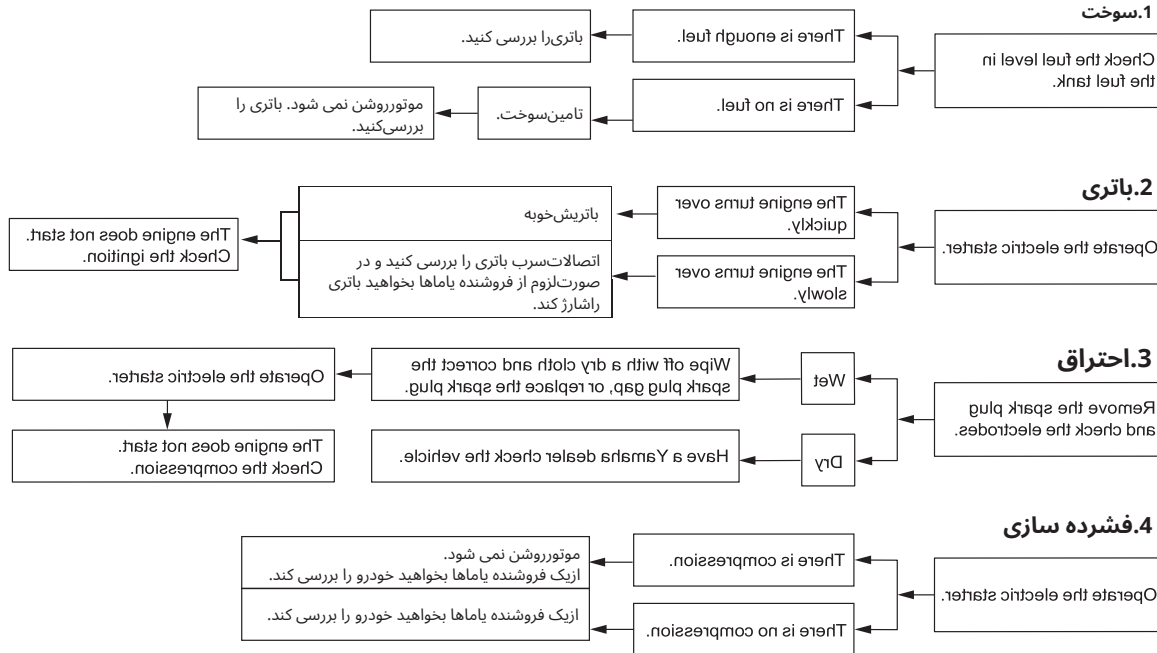 1.سوخت
Check the fuel level in
the fuel tank.
There is enough fuel.
باتری‌را بررسی کنید.
There is no fuel.
تامین‌سوخت.
موتورروشن نمی شود. باتری را
بررسی‌کنید.
2.باتری
Operate the electric starter.
The engine turns over
quickly.
باتریش‌خوبه
The engine turns over
slowly.
اتصالات‌سرب باتری را بررسی کنید و در
صورت‌لزوم از فروشنده یاماها بخواهید باتری
راشارژ کند.
The engine does not start.
Check the ignition.
3.احتراق
Remove the spark plug
and check the electrodes.
Wet
Wipe off with a dry cloth and correct the
spark plug gap, or replace the spark plug.
Operate the electric starter.
The engine does not start.
Check the compression.
Dry
Have a Yamaha dealer check the vehicle.
4.فشرده سازی
Operate the electric starter.
There is compression.
موتورروشن نمی شود.
ازیک فروشنده یاماها بخواهید خودرو را بررسی کند.
There is no compression.
ازیک فروشنده یاماها بخواهید خودرو را بررسی کند.